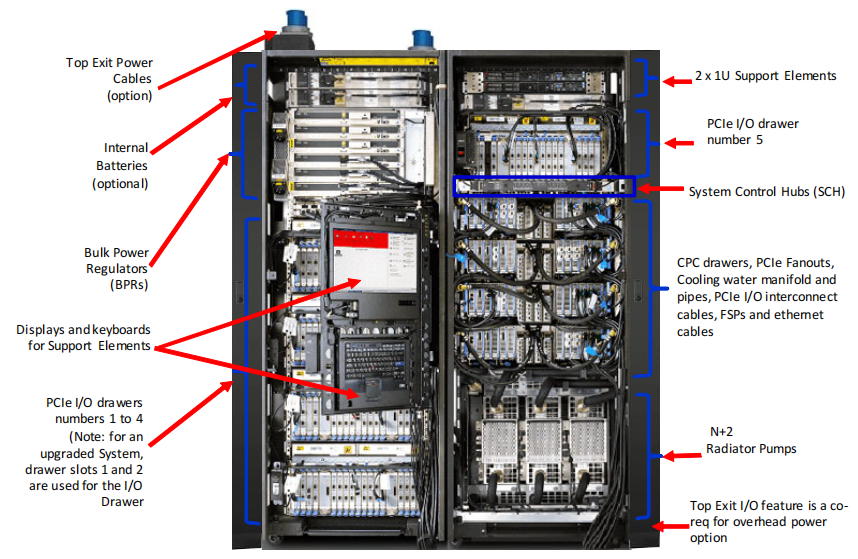 Top Exit Power
Cables
(option)
Internal
Batteries
(optional)
Bulk Power
Regulators
(BPRs)
Displays and keyboards
for Support Elements
PCIe I/O drawers
numbers 1 to 4
(Note: for an
upgraded System,
drawer slots 1 and 2
are used for the I/O
Drawer
2 x 1U Support Elements
PCIe I/O drawer
number 5
System Control Hubs (SCH)
CPC drawers, PCIe Fanouts,
Cooling water manifold and
pipes, PCIe I/O interconnect
cables, FSPs and ethernet
cables
N+2
Radiator Pumps
Top Exit I/O feature is a co-
req for overhead power
option